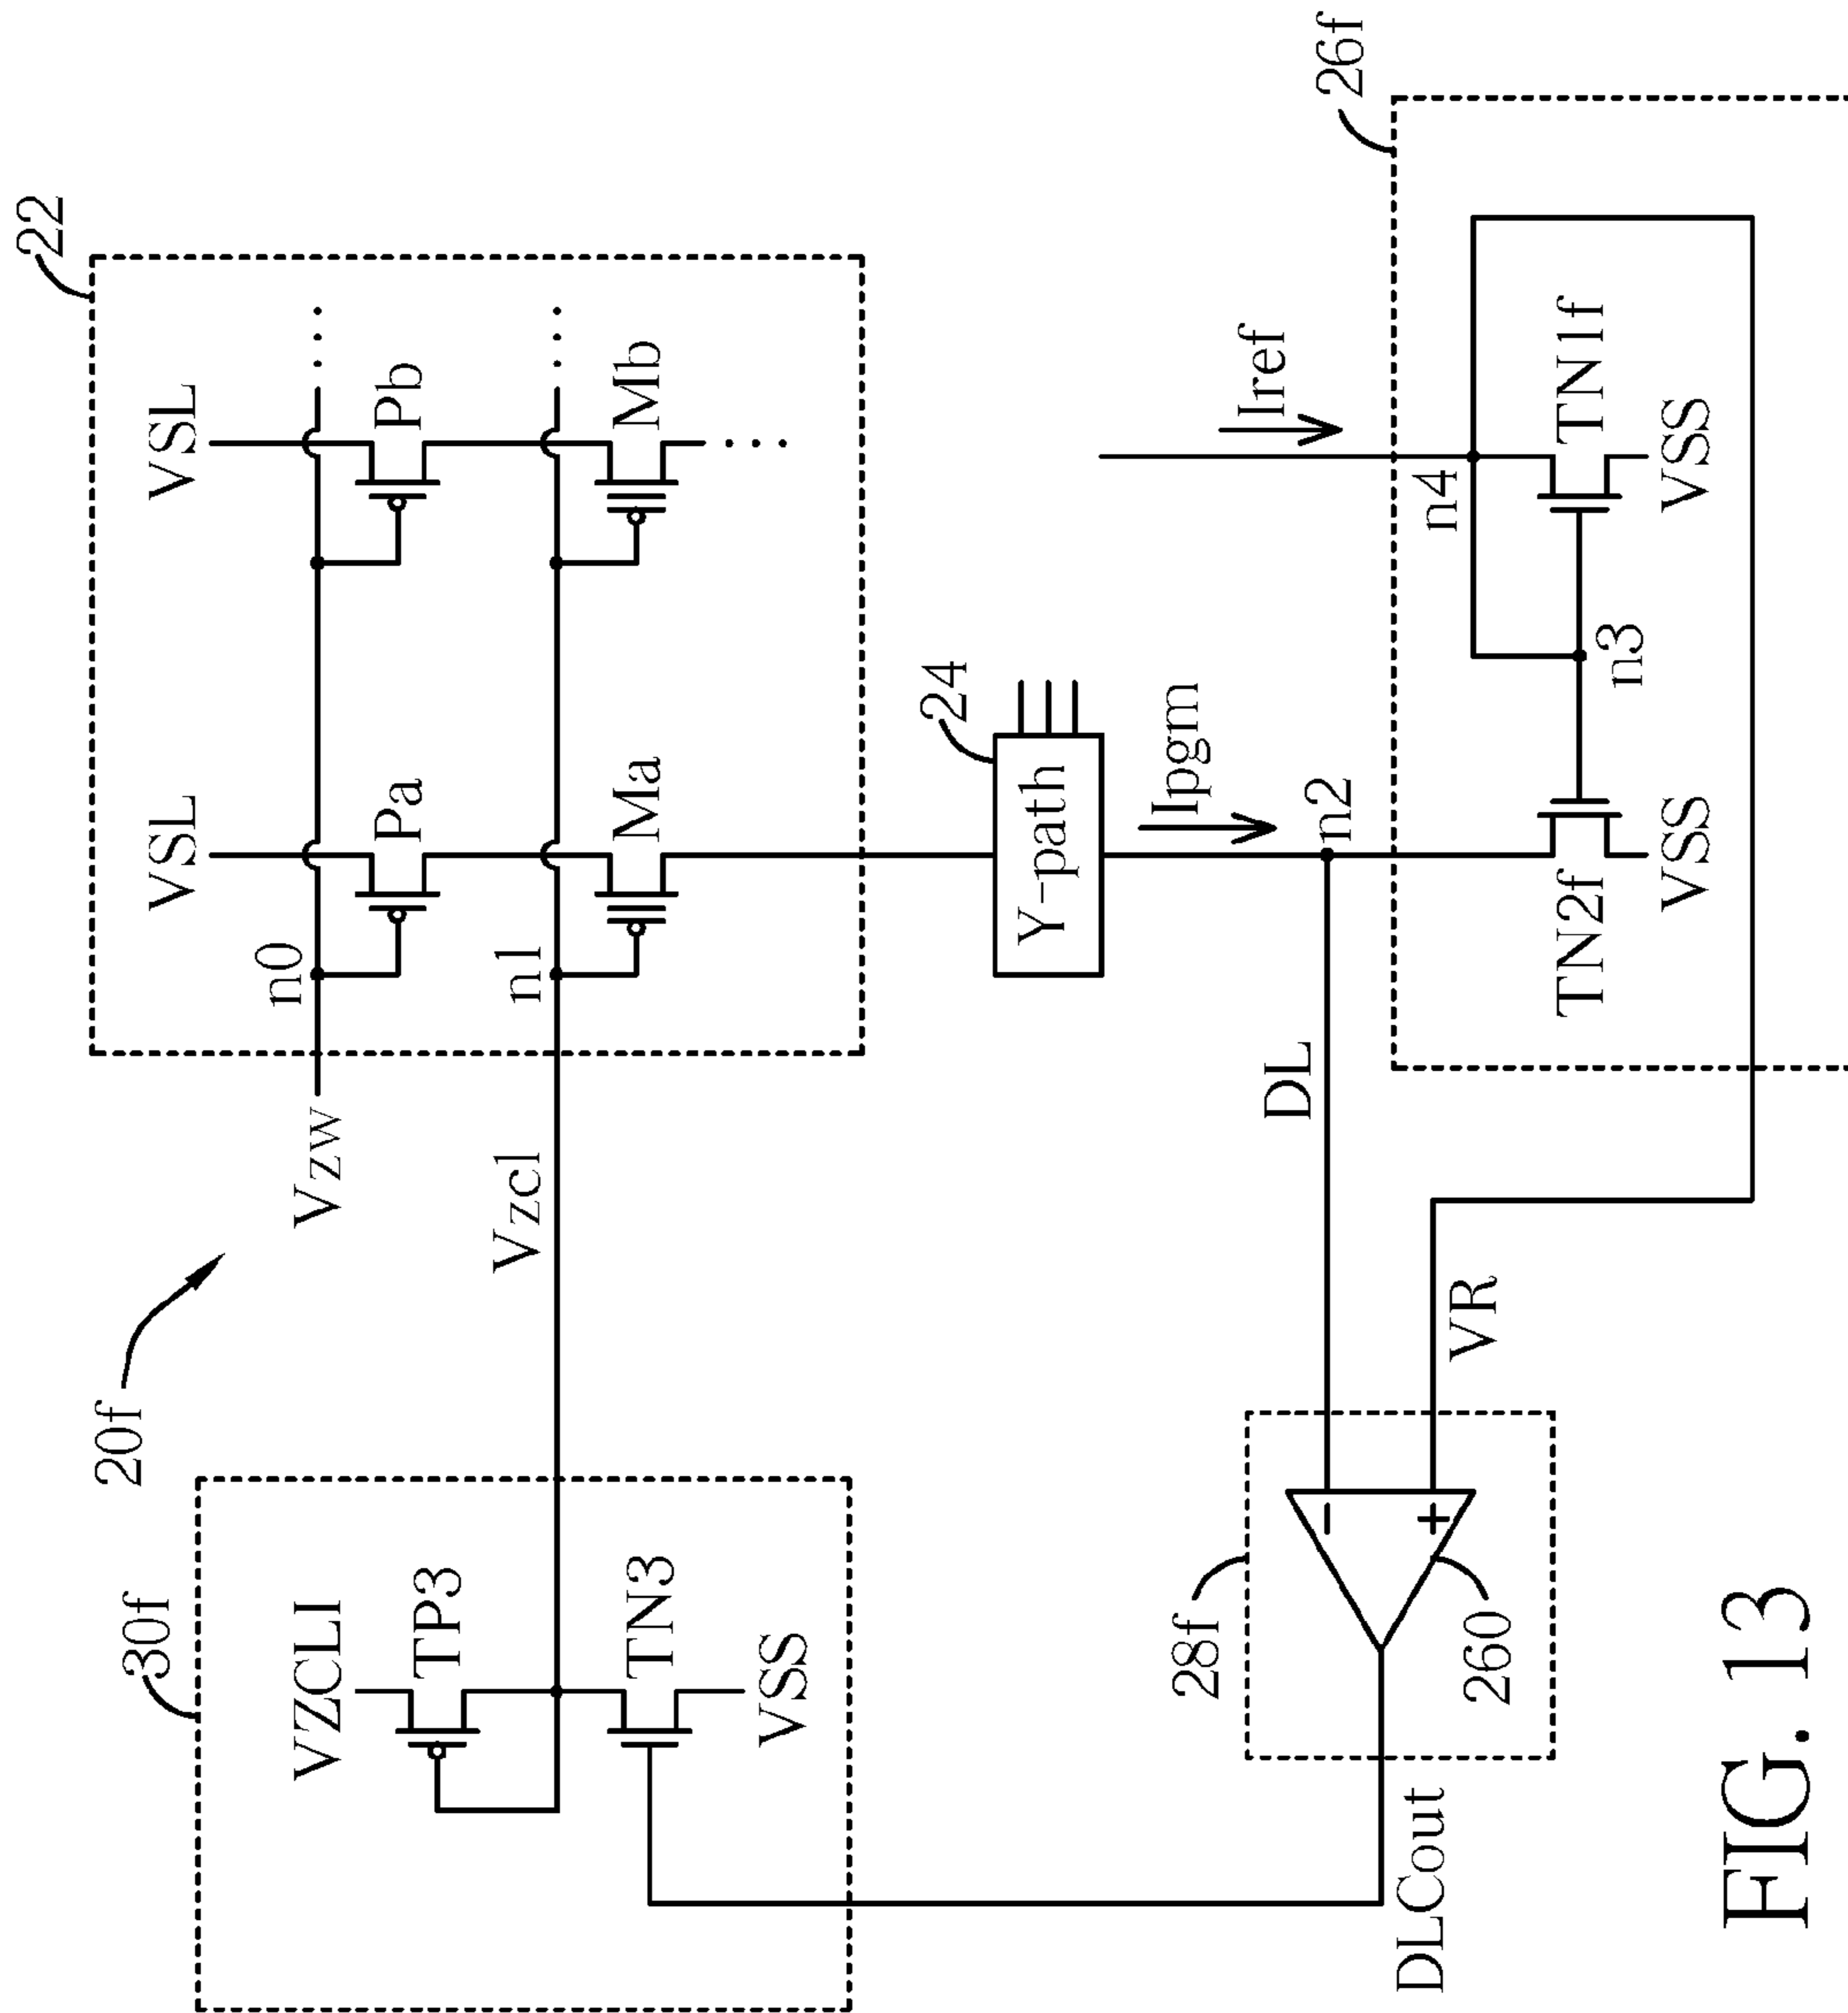 20f
22
VSL
VSL
Vzw
n0
Pa
Pb
30f
VZCLI
TP3
Vzcl
n1
Ma
Mb
TN3
VSS
24
Y-path
Ipgm
Iref
26f
28f
DL
n2
n4
TN2f
n3
TN1f
VSS
VSS
VR
-
+
260
DLCout
FIG. 13